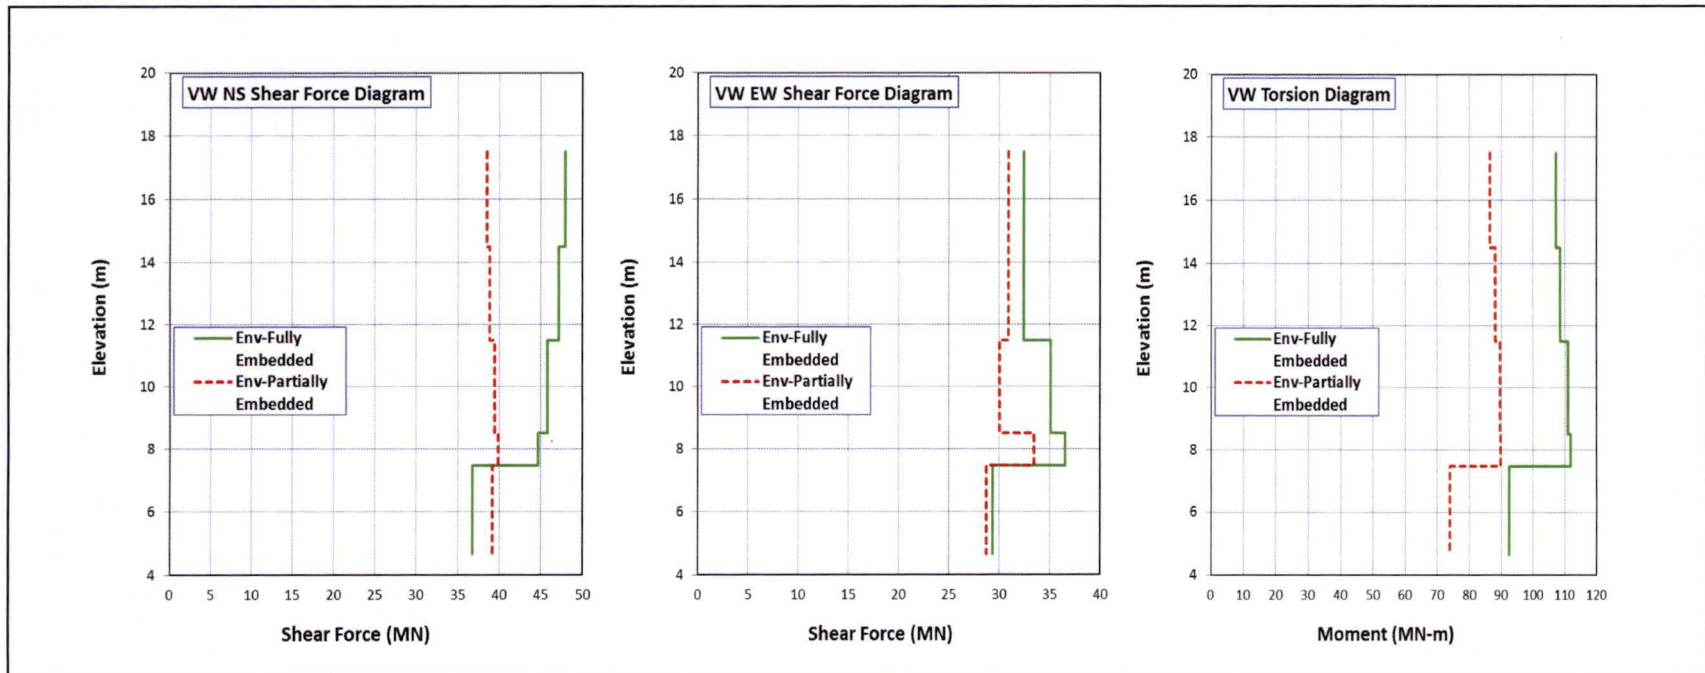 VW NS Shear Force Diagram
20
18
16
14
12
10
8
6
4
Elevation (m)
Env-Fully
Embedded
Env-Partially
Embedded
0 5 10 15 20 25 30 35 40 45 50
Shear Force (MN)
VW EW Shear Force Diagram
20
18
16
14
12
10
8
6
4
Elevation (m)
Env-Fully
Embedded
Env-Partially
Embedded
0 5 10 15 20 25 30 35 40
Shear Force (MN)
VW Torsion Diagram
20
18
16
14
12
10
8
6
4
Elevation (m)
Env-Fully
Embedded
Env-Partially
Embedded
0 10 20 30 40 50 60 70 80 90 100 110 120
Moment (MN-m)